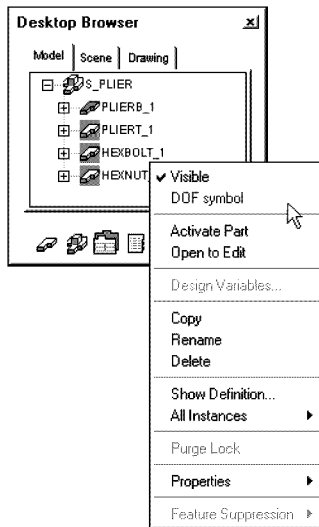 Desktop Browser
Model Scene Drawing
S_PLIER
PLIERB_1
PLIERT_1
HEXBOLT_1
HEXNUT_
Visible
DOF symbol
Activate Part
Open to Edit
Design Variables...
Copy
Rename
Delete
Show Definition...
All Instances
Purge Lock
Properties
Feature Suppression